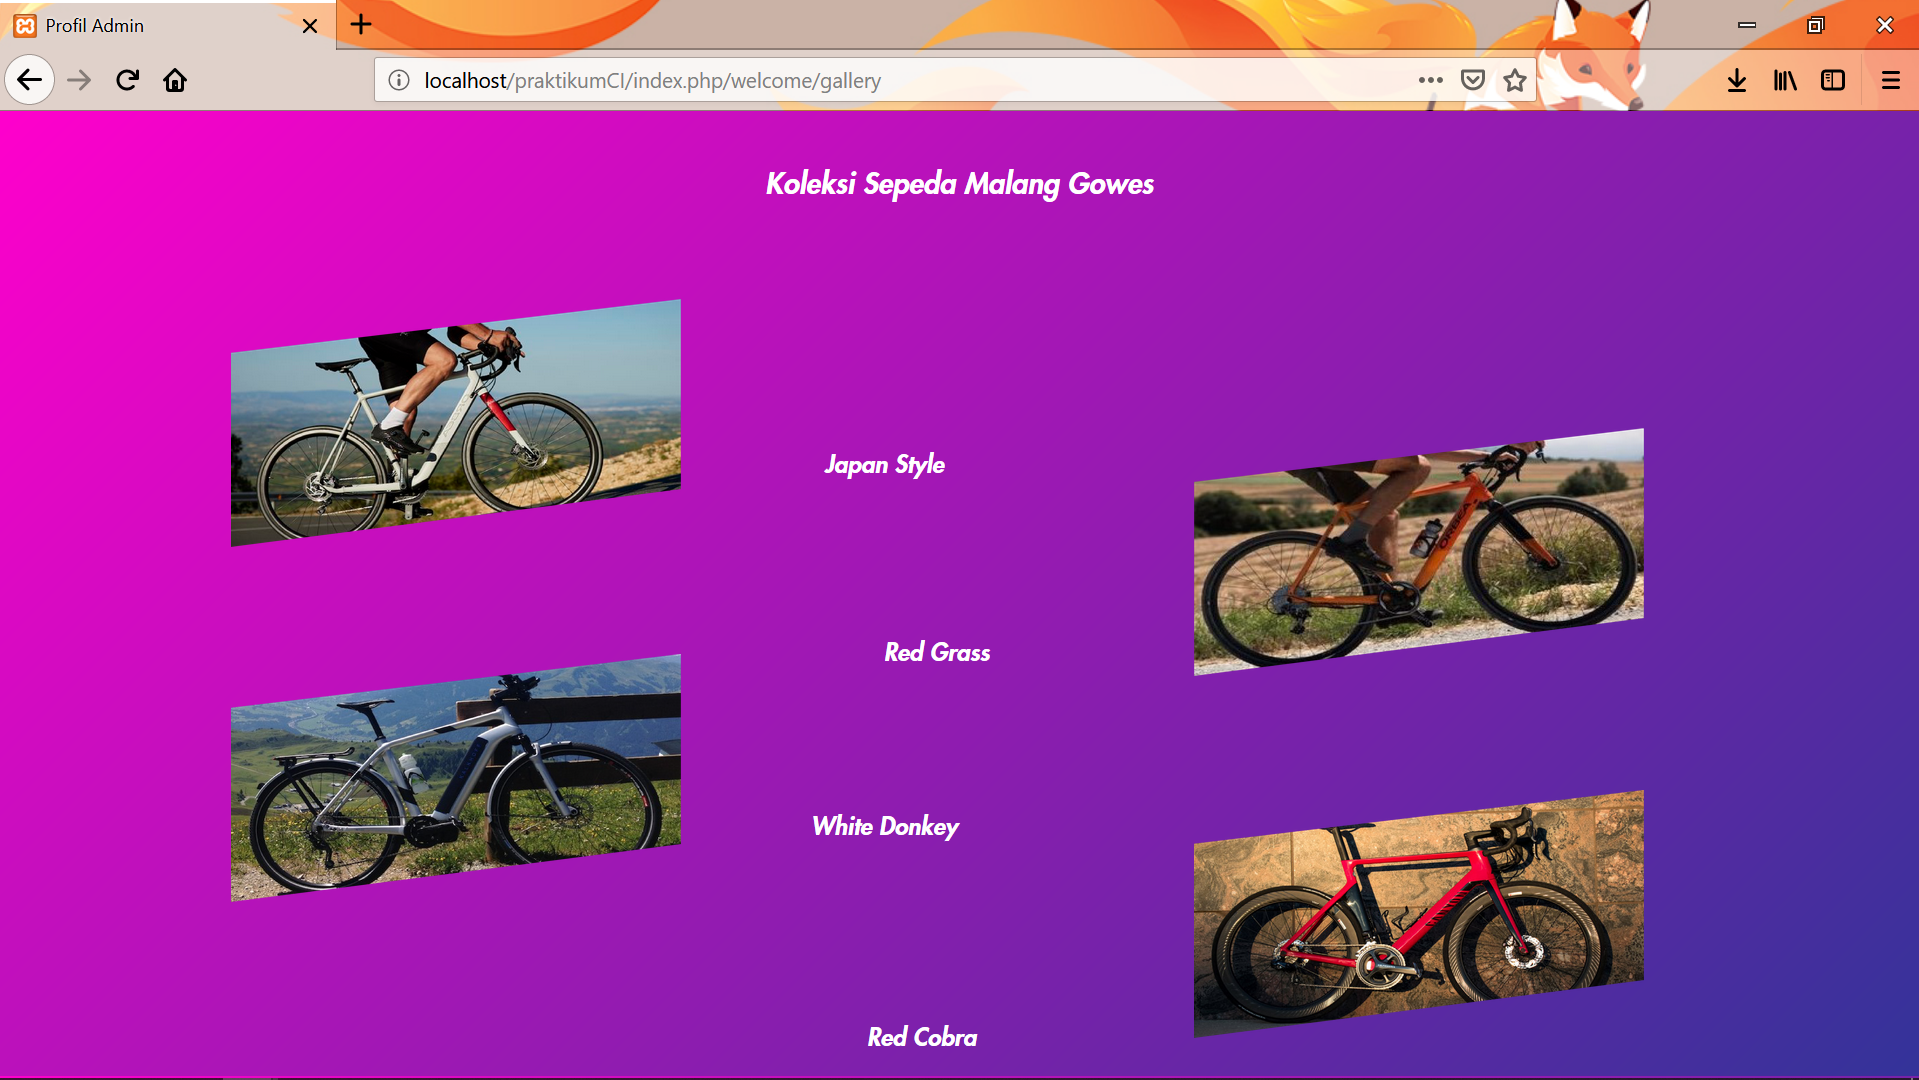 Profil Admin
localhost/praktikumCI/index.php/welcome/gallery
Koleksi Sepeda Malang Gowes
Japan Style
ORBEA
Red Grass
White Donkey
Red Cobra